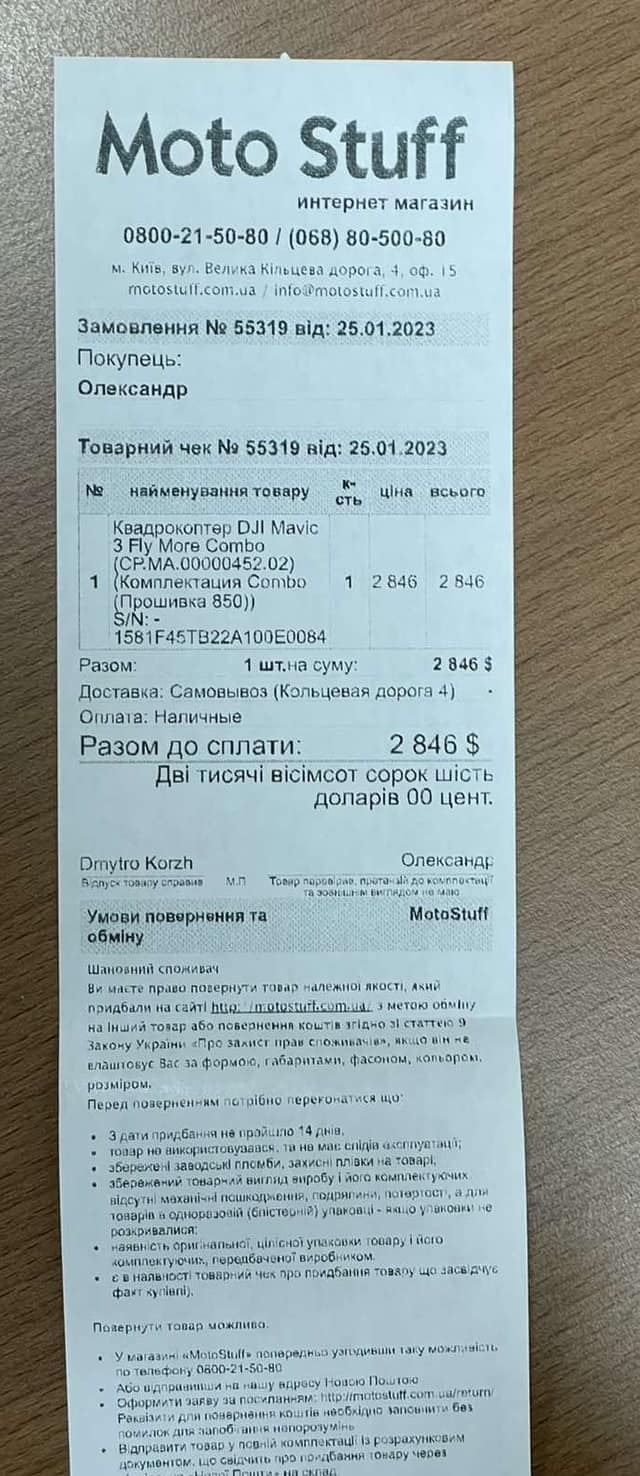 Moto Stuff
интернет магазин
0800-21-50-80 / (068) 80-500-80
м. Київ, вул. Велика Кільцева дорога, 4, оф. 15
motostuff.com.ua / info@motostuff.com.ua
Замовлення № 55319 від: 25.01.2023
Покупець:
Олександр
Товарний чек № 55319 від: 25.01.2023
№ найменування товару к-сть ціна всього
Квадрокоптер DJI Mavic
3 Fly More Combo
(CP.MA.00000452.02)
1 (Комплектация Combo 1 2 846 2 846
(Прошивка 850))
S/N: -
1581F45TB22A100E0084
Разом: 1 шт.на суму: 2 846 $
Доставка: Самовывоз (Кольцевая дорога 4)
Оплата: Наличные
Разом до сплати: 2 846 $
Дві тисячі вісімсот сорок шість
доларів 00 цент.
Dmytro Korzh Олександр
Відпуск товару справив М.П Товар перевірив, претензій до комплектації
та зовнішнім виглядом не маю
Умови повернення та MotoStuff
обміну
Шановний споживач
Ви маєте право повернути товар належної якості, який
придбали на сайті http://motostuff.com.ua/ з метою обміну
на інший товар або повернення коштів згідно зі статтею 9
Закону України «Про захист прав споживачів», якщо він не
влаштовує Вас за формою, габаритами, фасоном, кольором,
розміром.
Перед поверненням потрібно переконатися що:
• З дати придбання не пройшло 14 днів,
• товар не використовувався, та не має слідів експлуатації;
• збережені заводські пломби, захисні плівки на товарі,
• збережений товарний вигляд виробу і його комплектуючих
відсутні механічні пошкодження, подряпини, потертості, а для
товарів в одноразовій (блістерній) упаковці - якщо упаковки не
розкривалися;
• наявність оригінальної, цілісної упаковки товару і його
комплектуючих, передбаченої виробником.
• є в наявності товарний чек про придбання товару що засвідчує
факт купівлі).
Повернути товар можливо.
• У магазині «MotoStuff» попередньо узгодивши таку можливість
по телефону 0800-21-50-80
• Або відправивши на нашу адресу Новою Поштою
• Оформити заяву за посиланням: http://motostuff.com.ua/return/
Реквізити для повернення коштів необхідно заповнити без
помилок для запобігання непорозумінь
• Відправити товар у повній комплектації із розрахунковим
документом, що свідчить про придбання товару через
«Нової Пошти» на склад